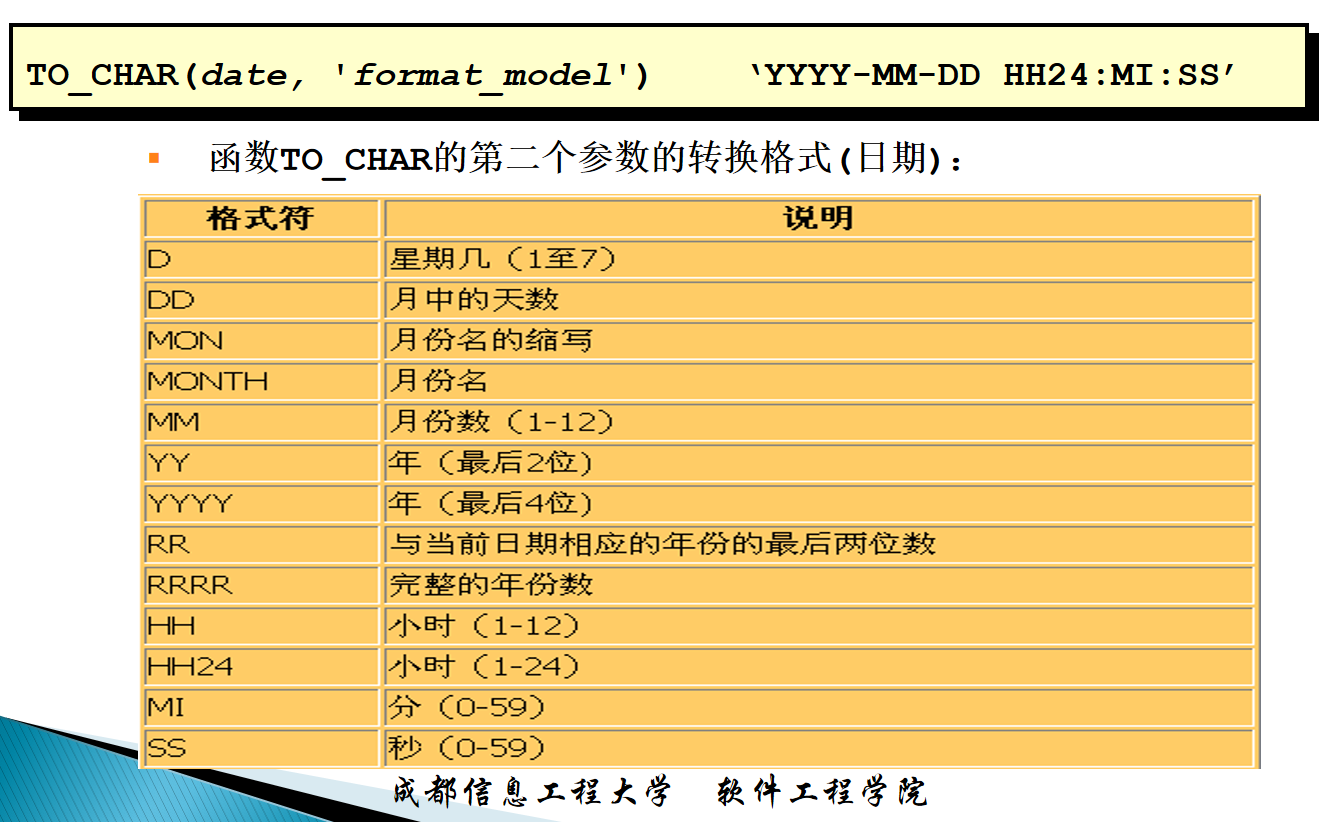 TO_CHAR(date, 'format_model') ‘YYYY-MM-DD HH24:MI:SS’
函数TO_CHAR的第二个参数的转换格式(日期):
格式符 说明
D 星期几（1至7）
DD 月中的天数
MON 月份名的缩写
MONTH 月份名
MM 月份数（1-12）
YY 年（最后2位）
YYYY 年（最后4位）
RR 与当前日期相应的年份的最后两位数
RRRR 完整的年份数
HH 小时（1-12）
HH24 小时（1-24）
MI 分（0-59）
SS 秒（0-59）
成都信息工程大学 软件工程学院